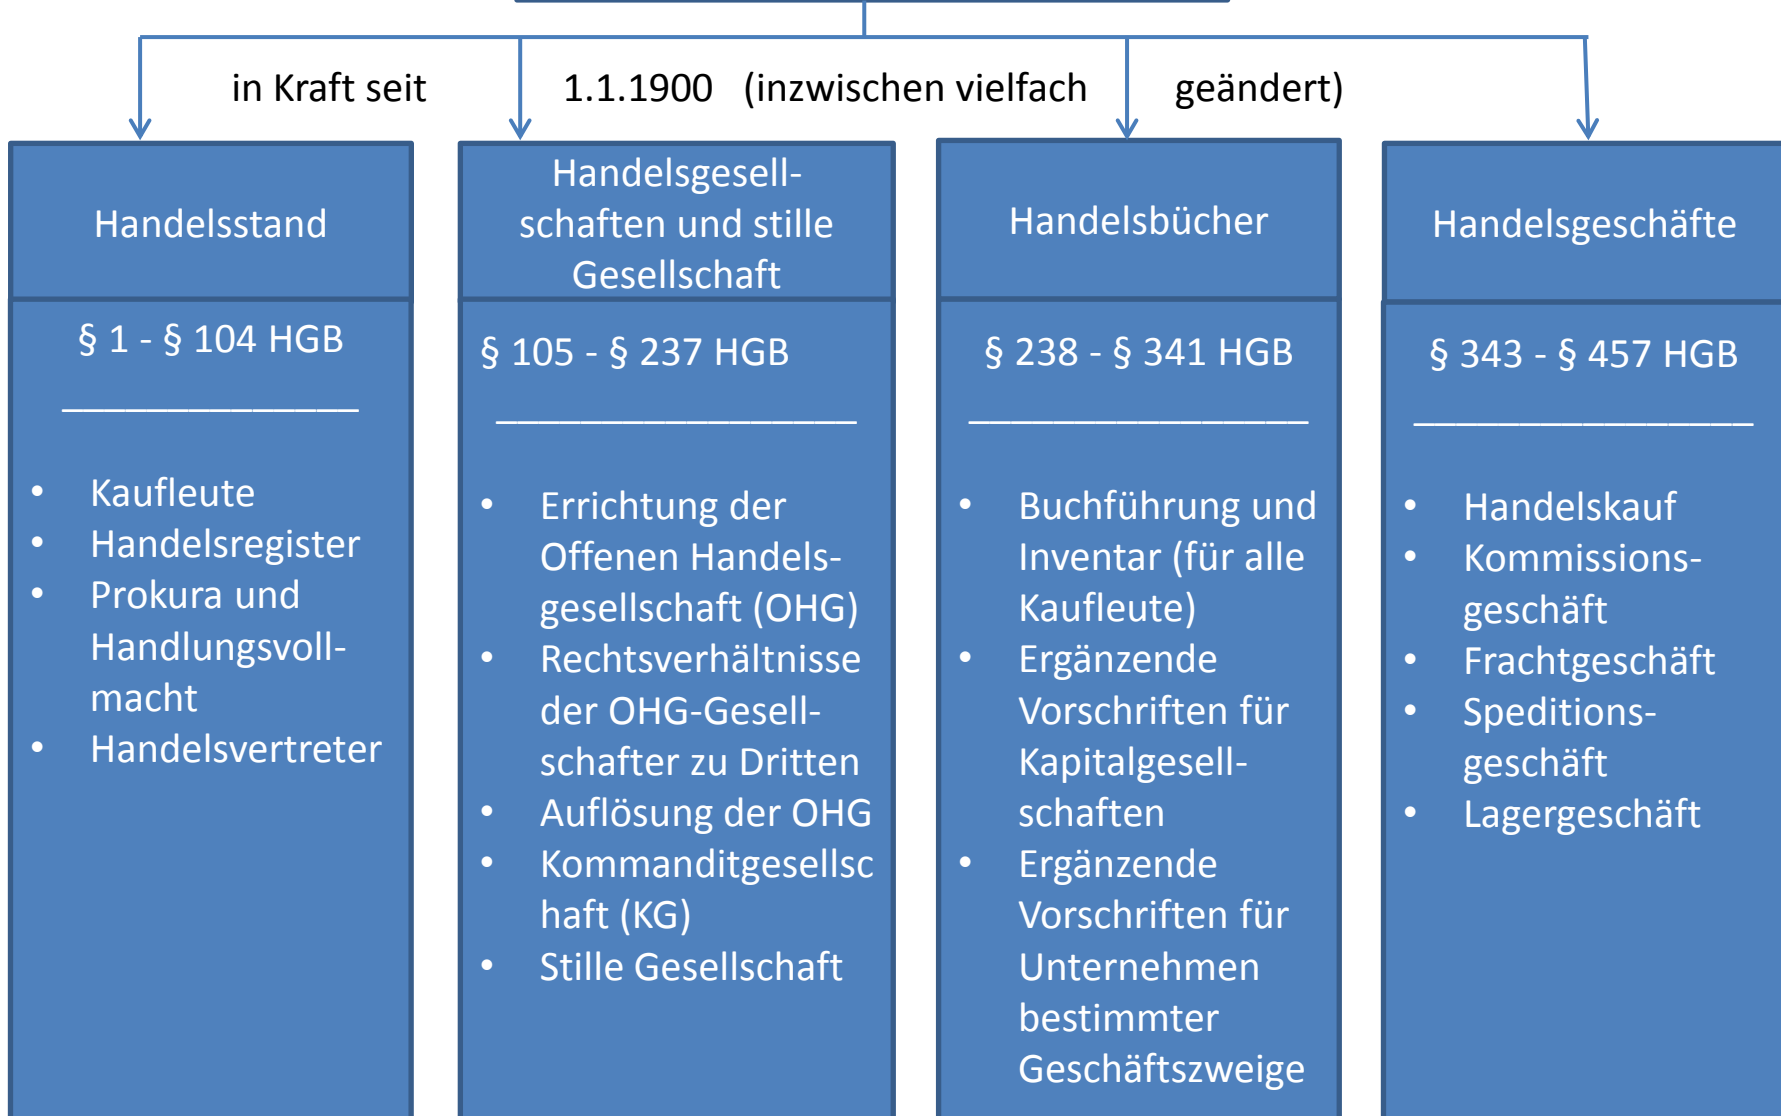 in Kraft seit 1.1.1900 (inzwischen vielfach geändert)
Handelsstand
§ 1 - § 104 HGB
______________
• Kaufleute
• Handelsregister
• Prokura und
Handlungsvoll-
macht
• Handelsvertreter
Handelsgesell-
schaften und stille
Gesellschaft
§ 105 - § 237 HGB
_________________
• Errichtung der
Offenen Handels-
gesellschaft (OHG)
• Rechtsverhältnisse
der OHG-Gesell-
schafter zu Dritten
• Auflösung der OHG
• Kommanditgesellsc
haft (KG)
• Stille Gesellschaft
Handelsbücher
§ 238 - § 341 HGB
________________
• Buchführung und
Inventar (für alle
Kaufleute)
• Ergänzende
Vorschriften für
Kapitalgesell-
schaften
• Ergänzende
Vorschriften für
Unternehmen
bestimmter
Geschäftszweige
Handelsgeschäfte
§ 343 - § 457 HGB
________________
• Handelskauf
• Kommissions-
geschäft
• Frachtgeschäft
• Speditions-
geschäft
• Lagergeschäft